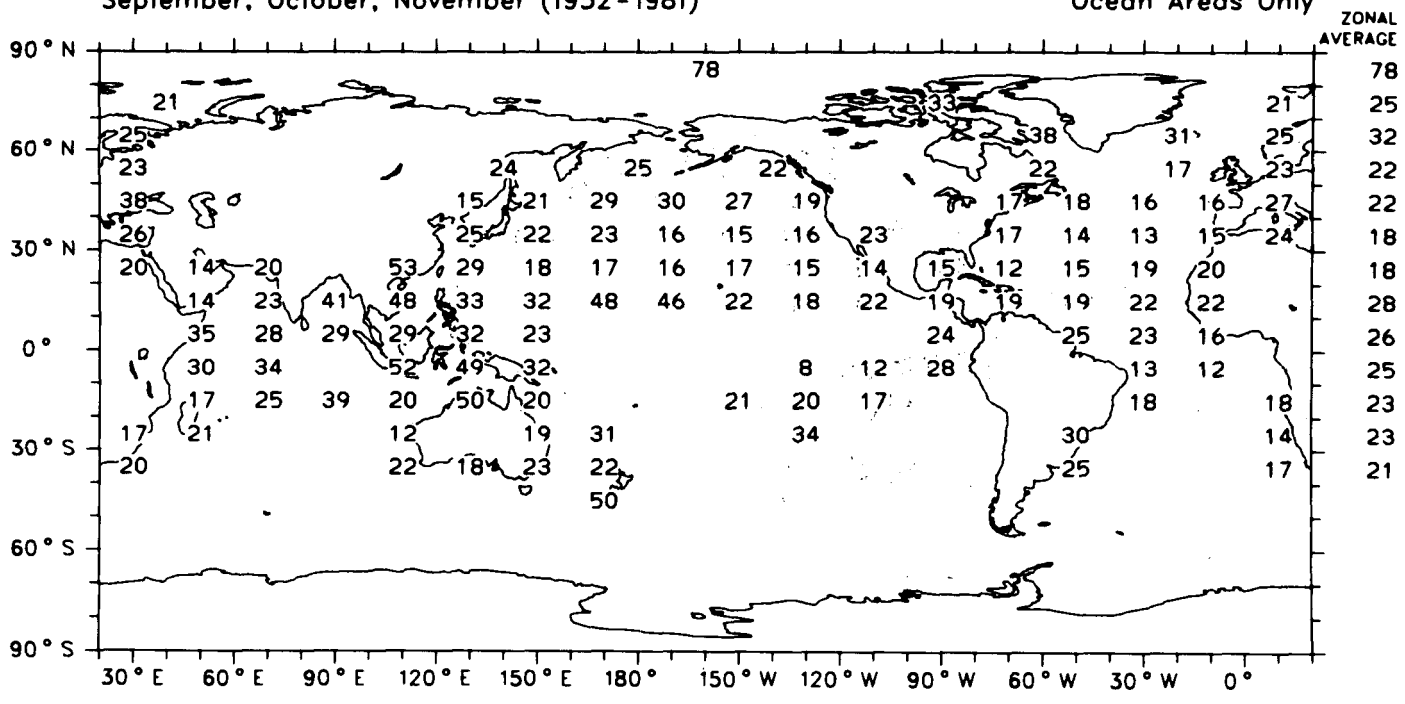 September, October, November (1952-1981) Ocean Areas Only
ZONAL
AVERAGE
90° N
78 78
21 33 21 25
25 38 31 25 32
60° N
23 24 25 22 22 17 23 22
38 15 21 29 30 27 19 17 18 16 16 27 22
26 25 22 23 16 15 16 23 17 14 13 15 24 18
30° N
20 14 20 53 29 18 17 16 17 15 14 15 12 15 19 20 18
14 23 41 48 33 32 48 46 22 18 22 19 19 19 22 22 28
35 28 29 29 32 23 24 25 23 16 26
0°
30 34 52 49 32 8 12 28 13 12 25
17 25 39 20 50 20 21 20 17 18 18 23
17 21 12 19 31 34 30 14 23
30° S
20 22 18 23 22 25 17 21
50
60° S
90° S
30° E 60° E 90° E 120° E 150° E 180° 150° W 120° W 90° W 60° W 30° W 0°